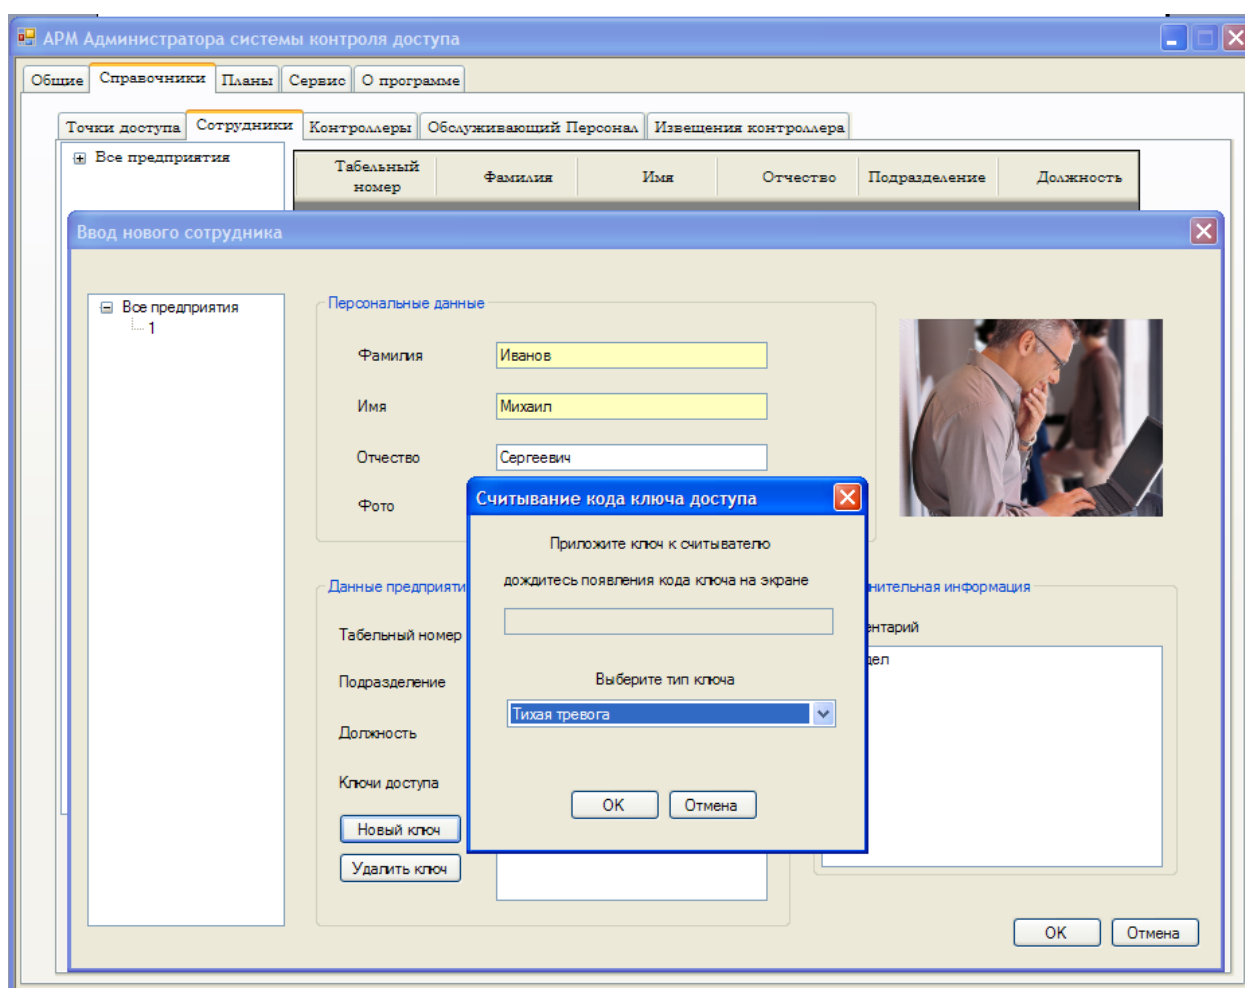 АРМ Администратора системы контроля доступа
Общие Справочники Планы Сервис О программе
Точки доступа Сотрудники Контроллеры Обслуживающий Персонал Извещения контроллера
Все предприятия
Табельный номер Фамилия Имя Отчество Подразделение Должность
Ввод нового сотрудника
Все предприятия
1
Персональные данные
Фамилия Иванов
Имя Михаил
Отчество Сергеевич
Фото
Считывание кода ключа доступа
Приложите ключ к считывателю
дождитесь появления кода ключа на экране
Выберите тип ключа
Тихая тревога
OK Отмена
Данные предприяти
Табельный номер
Подразделение
Должность
Ключи доступа
Новый ключ
Удалить ключ
нительная информация
ентарий
дел
OK Отмена